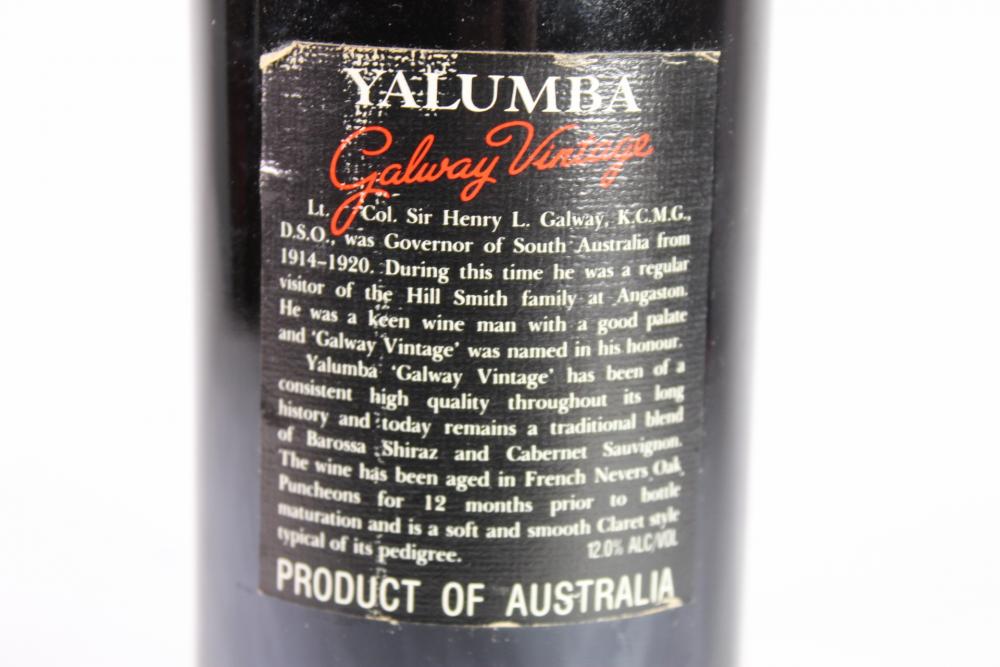 YALUMBA
Galway Vintage
Lt. Col. Sir Henry L. Galway, K.C.M.G.,
D.S.O., was Governor of South Australia from
1914–1920. During this time he was a regular
visitor of the Hill Smith family at Angaston.
He was a keen wine man with a good palate
and ‘Galway Vintage’ was named in his honour.
Yalumba ‘Galway Vintage’ has been of a
consistent high quality throughout its long
history and today remains a traditional blend
of Barossa Shiraz and Cabernet Sauvignon.
The wine has been aged in French Nevers Oak
Puncheons for 12 months prior to bottle
maturation and is a soft and smooth Claret style
typical of its pedigree.
12.0% ALC/VOL
PRODUCT OF AUSTRALIA